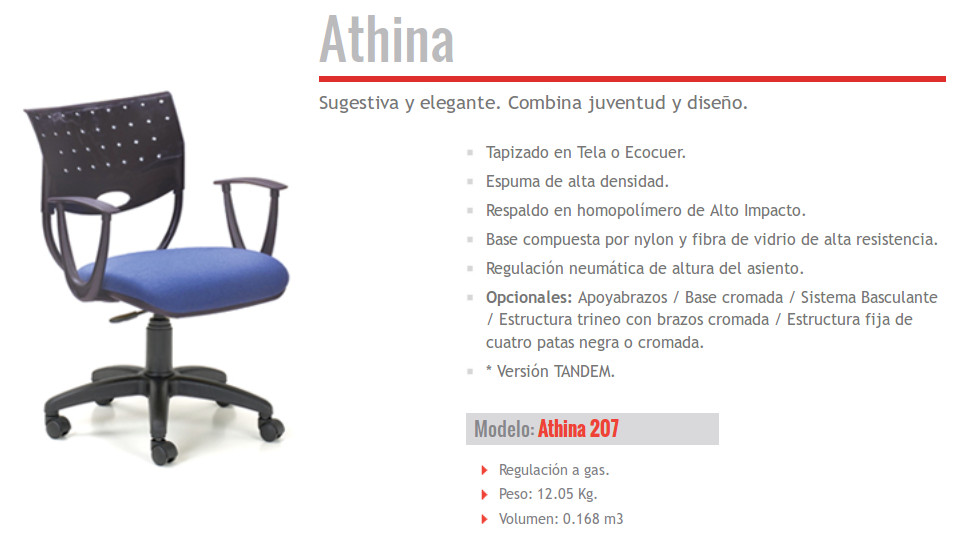 Athina
Sugestiva y elegante. Combina juventud y diseño.
Tapizado en Tela o Ecocuer.
Espuma de alta densidad.
Respaldo en homopolímero de Alto Impacto.
Base compuesta por nylon y fibra de vidrio de alta resistencia.
Regulación neumática de altura del asiento.
Opcionales: Apoyabrazos / Base cromada / Sistema Basculante
/ Estructura trineo con brazos cromada / Estructura fija de
cuatro patas negra o cromada.
* Versión TANDEM.
Modelo: Athina 207
Regulación a gas.
Peso: 12.05 Kg.
Volumen: 0.168 m3